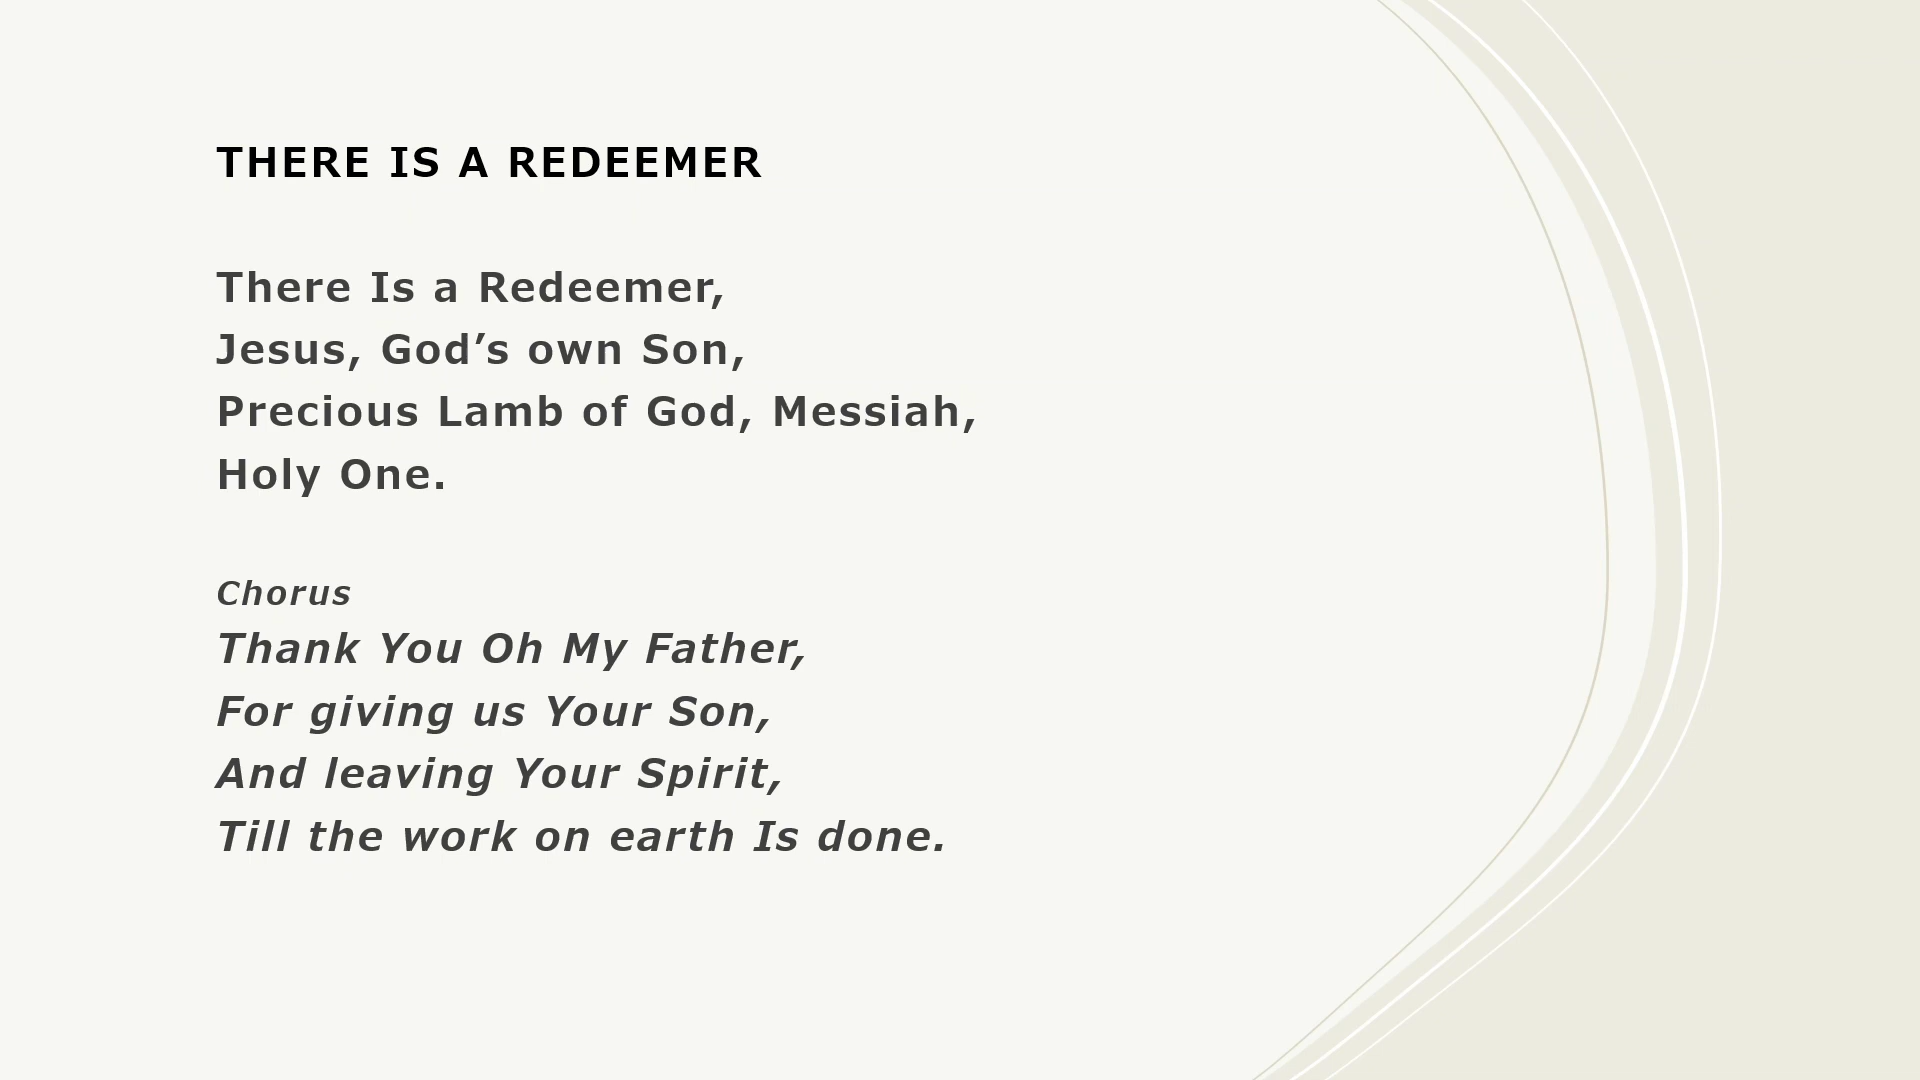 THERE IS A REDEEMER
There Is a Redeemer,
Jesus, God’s own Son,
Precious Lamb of God, Messiah,
Holy One.
Chorus
Thank You Oh My Father,
For giving us Your Son,
And leaving Your Spirit,
Till the work on earth Is done.